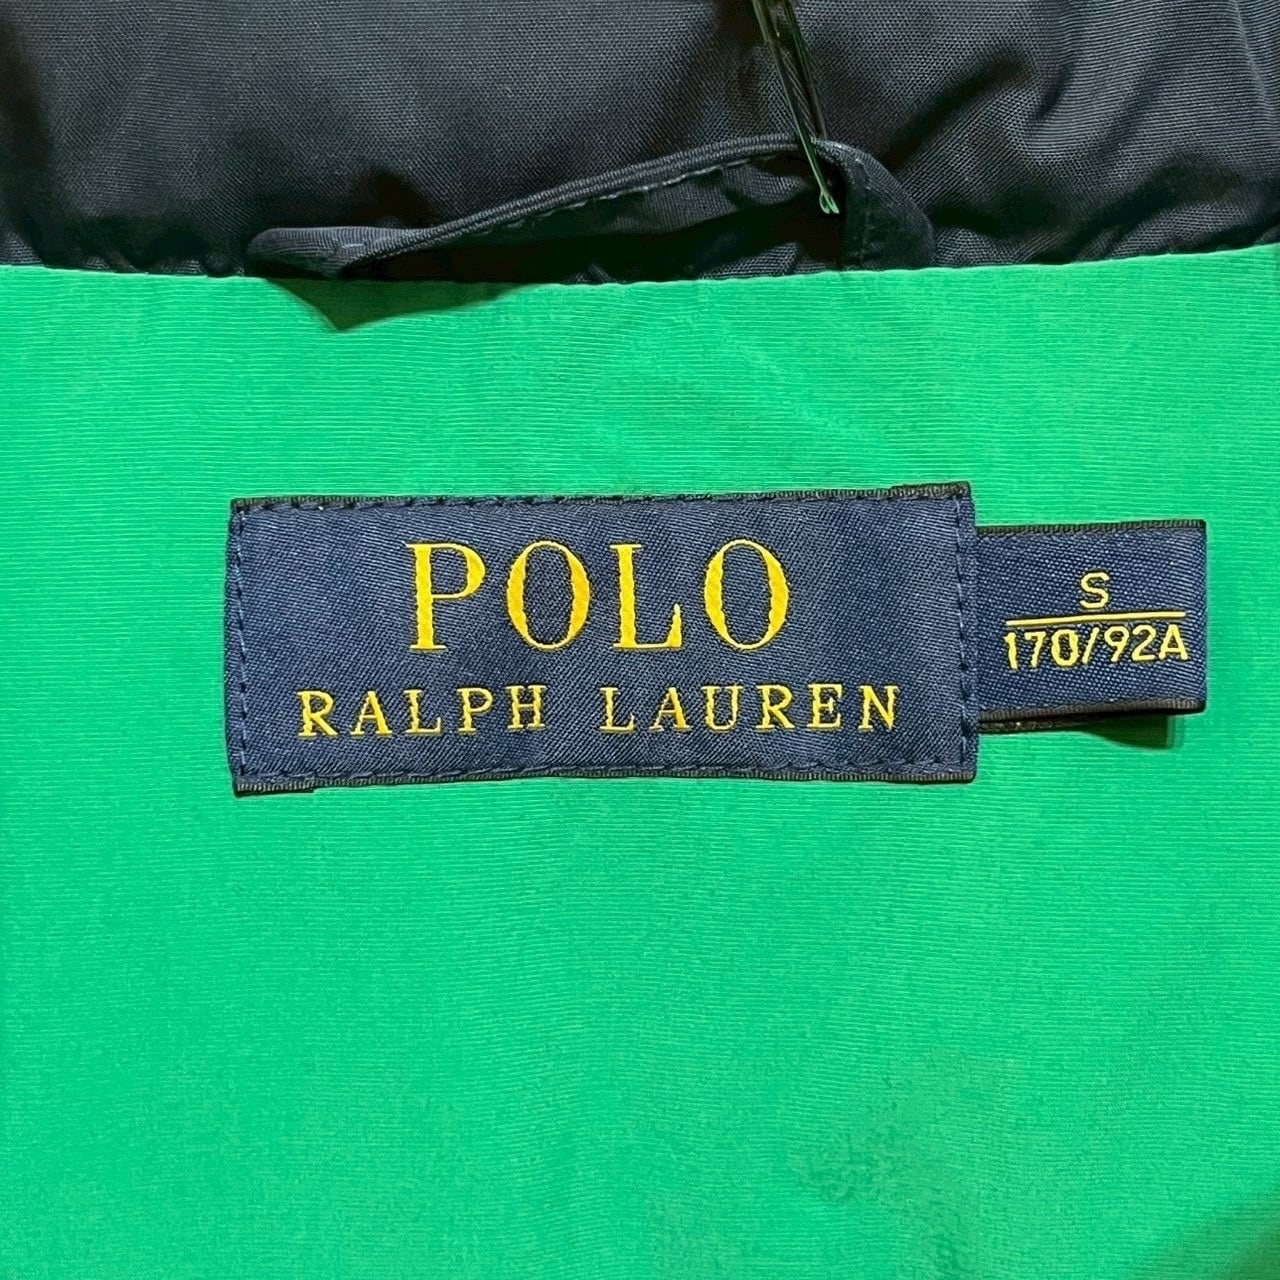 POLO
RALPH LAUREN
S
170/92A